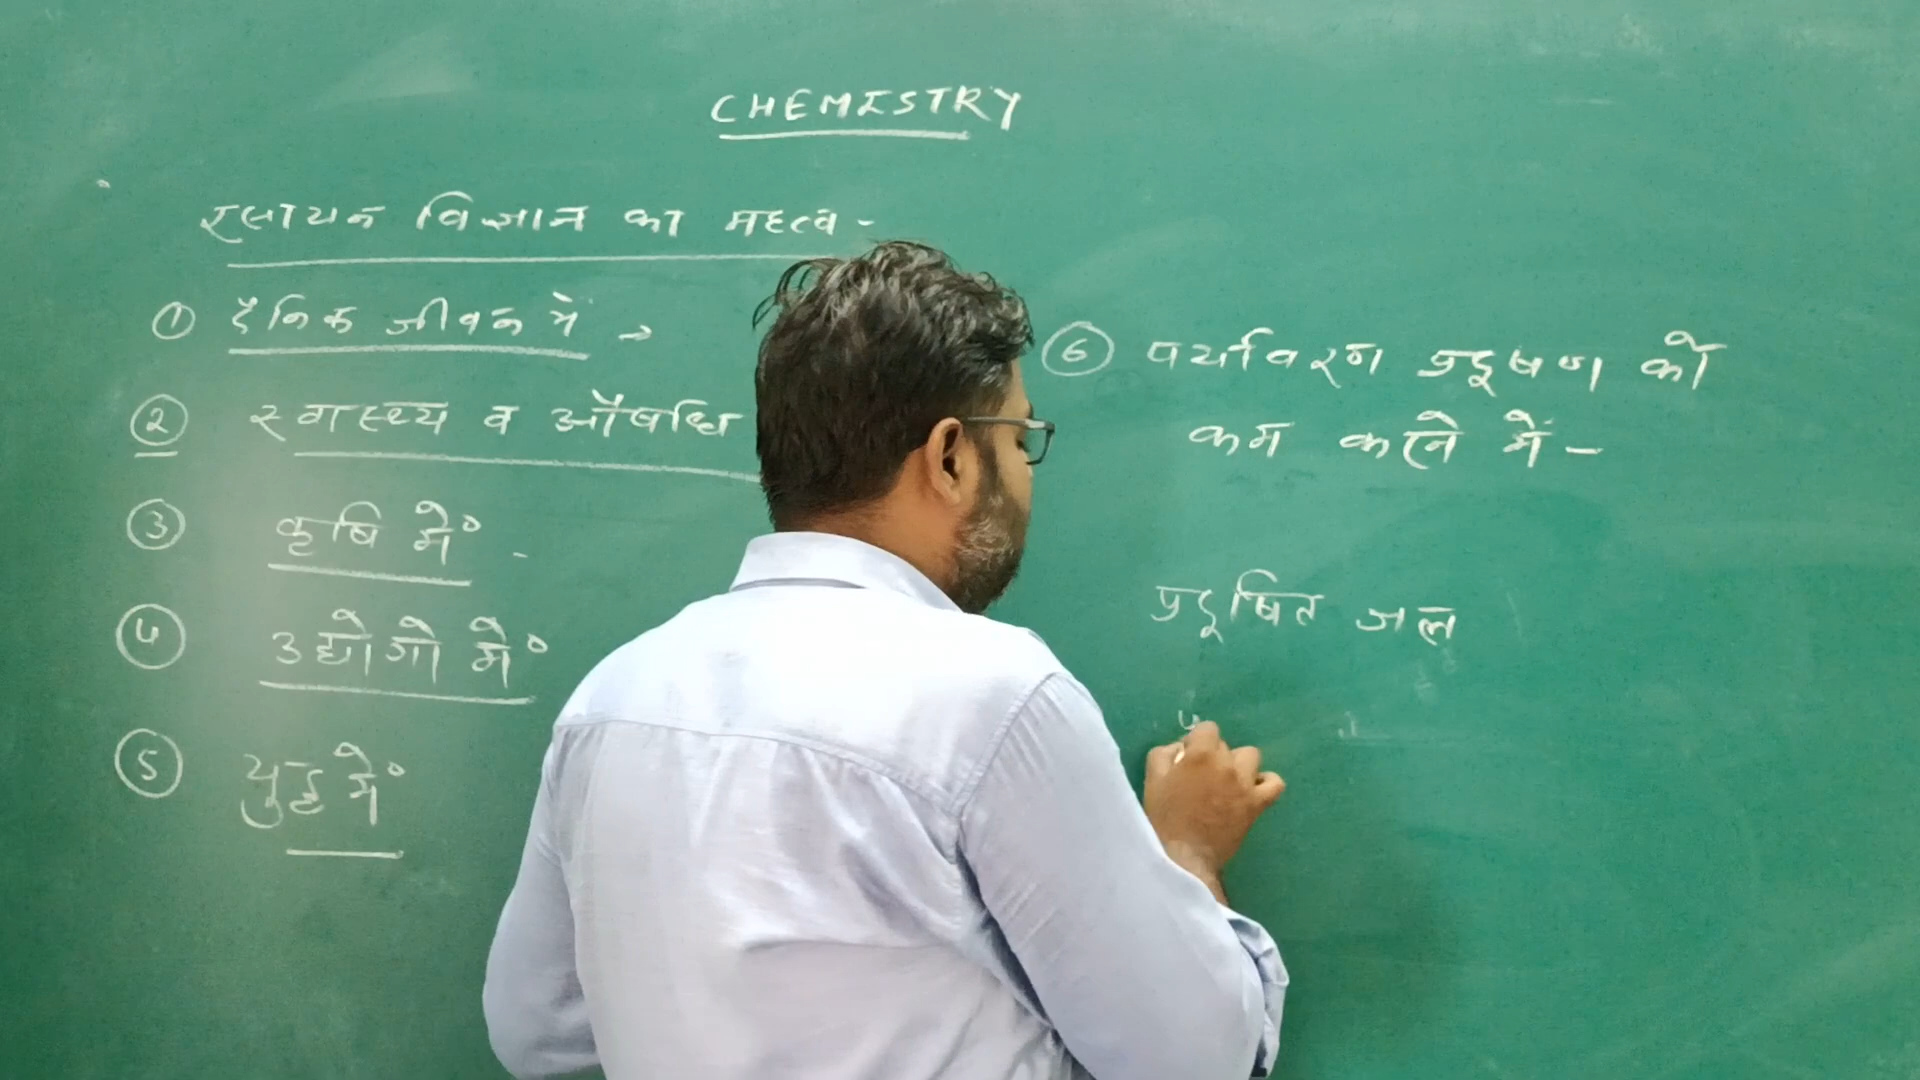 CHEMISTRY
रसायन विज्ञान का महत्व -
① दैनिक जीवन में →
② स्वास्थ्य व औषधि
③ कृषि में -
④ उद्योगो में
⑤ युद्ध में
⑥ पर्यावरण प्रदूषण को
कम करने में -
प्रदूषित जल